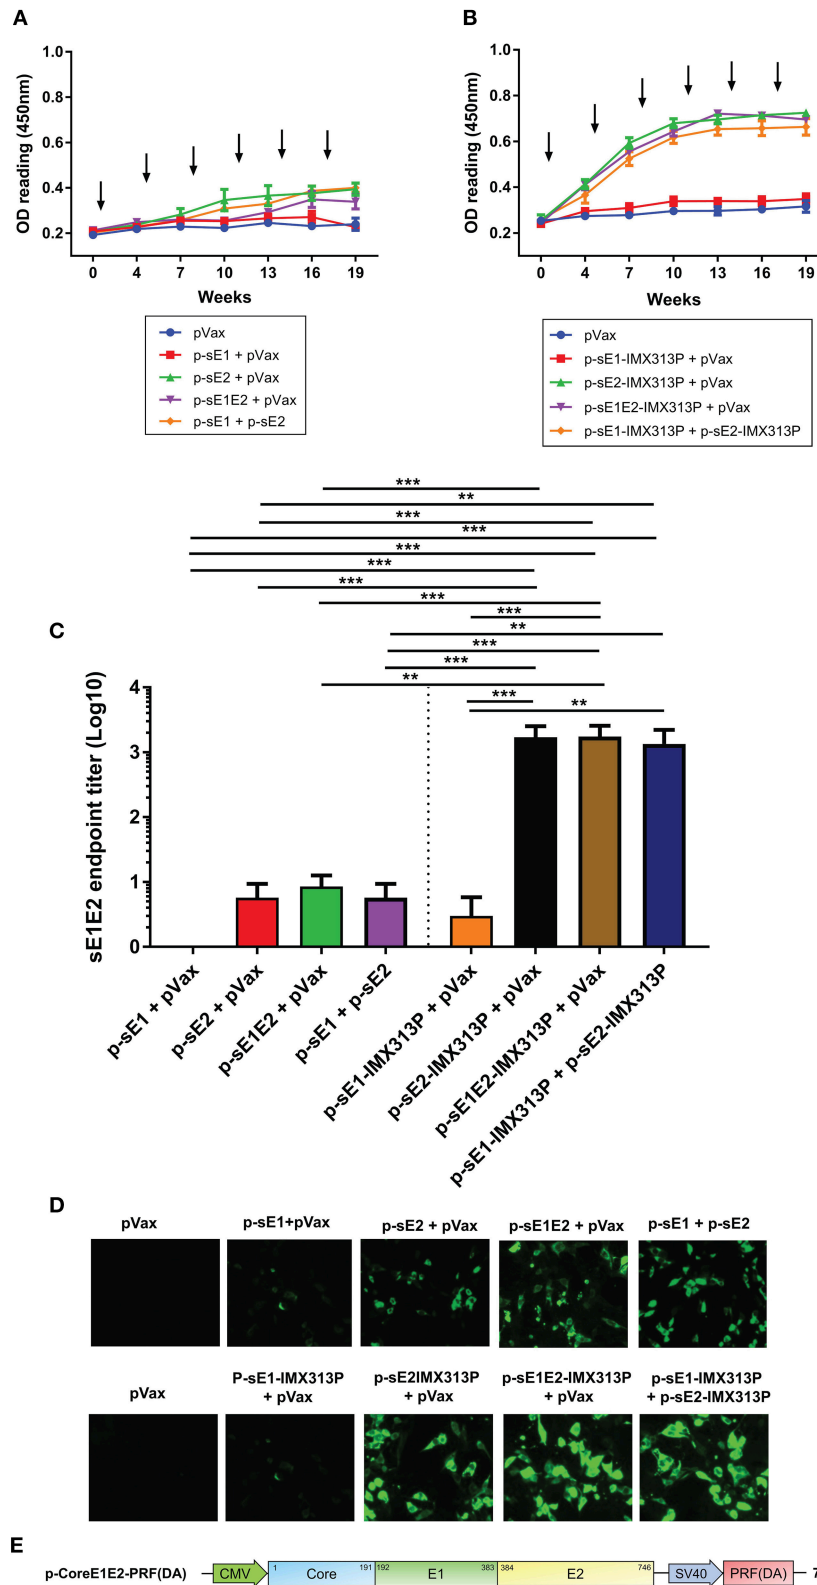 A
B
1.0
0.8
0.6
0.4
0.2
OD reading (450nm)
0 4 7 10 13 16 19
Weeks
1.0
0.8
0.6
0.4
0.2
OD reading (450nm)
0 4 7 10 13 16 19
Weeks
pVax
p-sE1 + pVax
p-sE2 + pVax
p-sE1E2 + pVax
p-sE1 + p-sE2
pVax
p-sE1-IMX313P + pVax
p-sE2-IMX313P + pVax
p-sE1E2-IMX313P + pVax
p-sE1-IMX313P + p-sE2-IMX313P
***
**
***
***
***
***
***
***
***
**
***
***
**
***
**
C
4
3
2
1
0
sE1E2 endpoint titer (Log10)
p-sE1 + pVax
p-sE2 + pVax
p-sE1E2 + pVax
p-sE1 + p-sE2
p-sE1-IMX313P + pVax
p-sE2-IMX313P + pVax
p-sE1E2-IMX313P + pVax
p-sE1-IMX313P + p-sE2-IMX313P
D
pVax
p-sE1+pVax
p-sE2 + pVax
p-sE1E2 + pVax
p-sE1 + p-sE2
pVax
P-sE1-IMX313P
+ pVax
p-sE2IMX313P
+ pVax
p-sE1E2-IMX313P
+ pVax
p-sE1-IMX313P
+ p-sE2-IMX313P
E
p-CoreE1E2-PRF(DA) CMV 1 Core 191 192 E1 383 384 E2 746 SV40 PRF(DA) 7